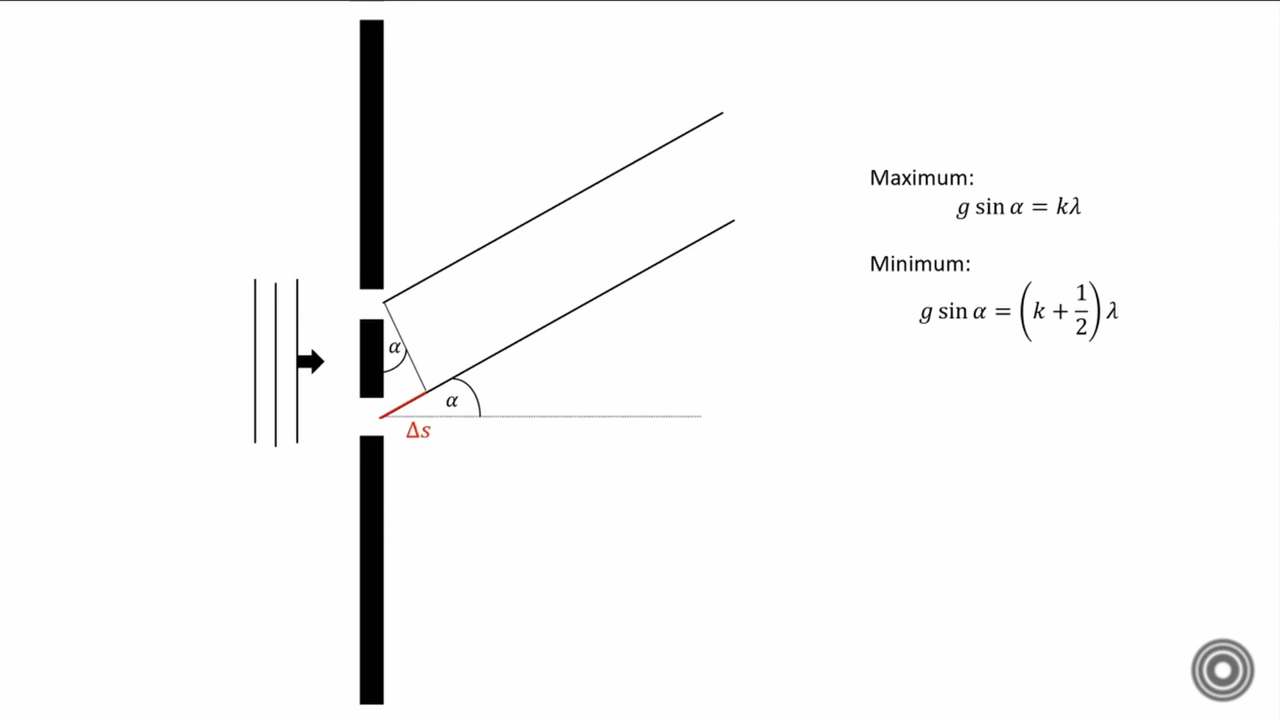 Maximum:
g sin α = kλ
Minimum:
g sin α = (k + 1/2) λ
α
α
Δs